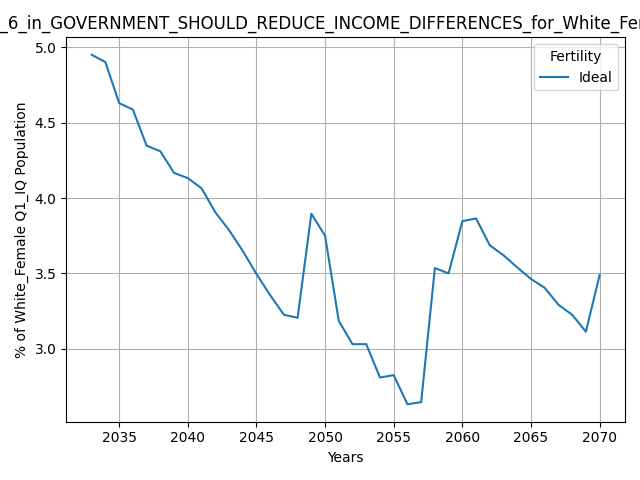 _6_in_GOVERNMENT_SHOULD_REDUCE_INCOME_DIFFERENCES_for_White_Fe
Fertility
Ideal
% of White_Female Q1_IQ Population
5.0
4.5
4.0
3.5
3.0
2035 2040 2045 2050 2055 2060 2065 2070
Years